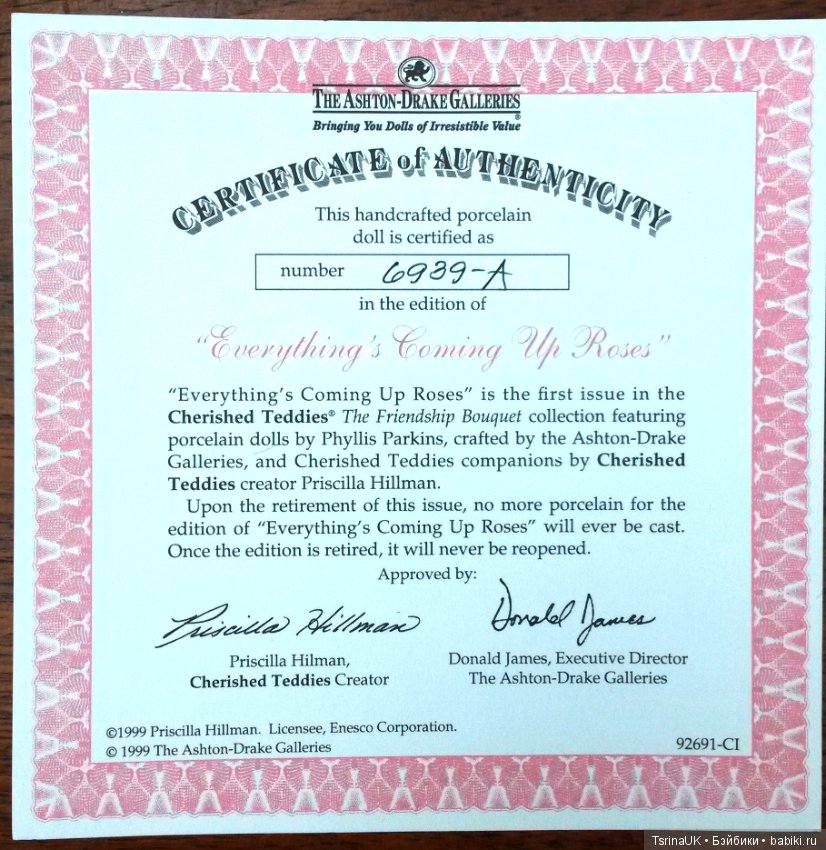 THE ASHTON-DRAKE GALLERIES®
Bringing You Dolls of Irresistible Value
CERTIFICATE of AUTHENTICITY
This handcrafted porcelain
doll is certified as
number 6939-A
in the edition of
“Everything’s Coming Up Roses”
“Everything’s Coming Up Roses” is the first issue in the
Cherished Teddies® The Friendship Bouquet collection featuring
porcelain dolls by Phyllis Parkins, crafted by the Ashton-Drake
Galleries, and Cherished Teddies companions by Cherished
Teddies creator Priscilla Hillman.
Upon the retirement of this issue, no more porcelain for the
edition of “Everything’s Coming Up Roses” will ever be cast.
Once the edition is retired, it will never be reopened.
Approved by:
Priscilla Hillman Donald James
Priscilla Hilman, Donald James, Executive Director
Cherished Teddies Creator The Ashton-Drake Galleries
©1999 Priscilla Hillman. Licensee, Enesco Corporation.
© 1999 The Ashton-Drake Galleries 92691-CI
TsrinaUK • Бэйбики • babiki.ru